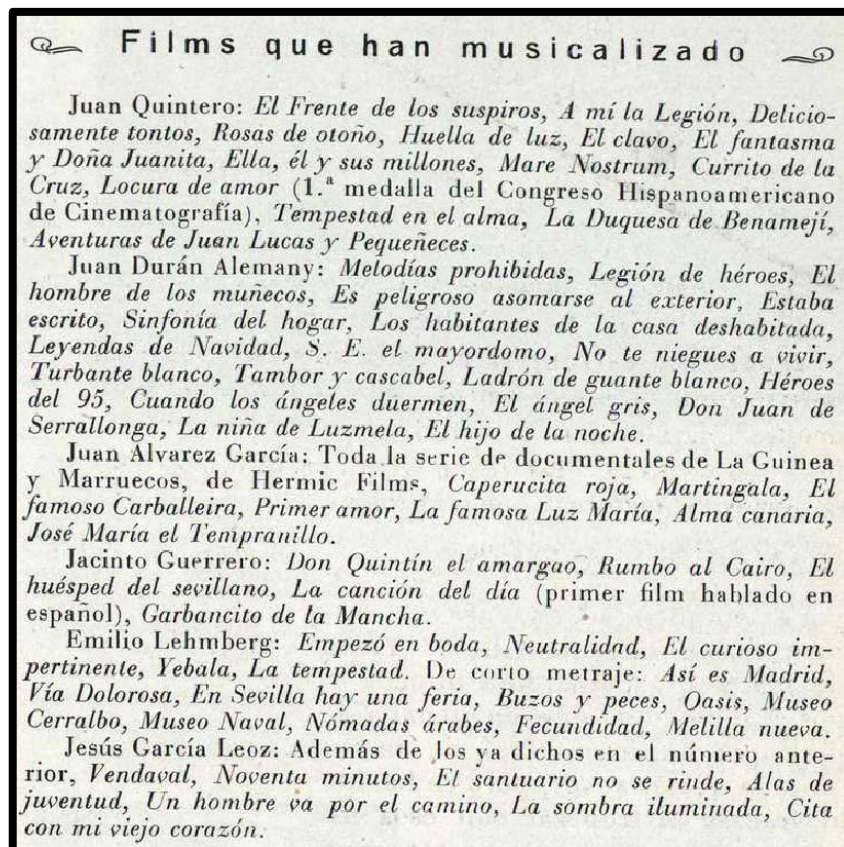 Films que han musicalizado
Juan Quintero: El Frente de los suspiros, A mí la Legión, Delicio-
samente tontos, Rosas de otoño, Huella de luz, El clavo, El fantasma
y Doña Juanita, Ella, él y sus millones, Mare Nostrum, Currito de la
Cruz, Locura de amor (1.ª medalla del Congreso Hispanoamericano
de Cinematografía), Tempestad en el alma, La Duquesa de Benamejí,
Aventuras de Juan Lucas y Pequeñeces.
Juan Durán Alemany: Melodías prohibidas, Legión de héroes, El
hombre de los muñecos, Es peligroso asomarse al exterior, Estaba
escrito, Sinfonía del hogar, Los habitantes de la casa deshabitada,
Leyendas de Navidad, S. E. el mayordomo, No te niegues a vivir,
Turbante blanco, Tambor y cascabel, Ladrón de guante blanco, Héroes
del 95, Cuando los ángeles duermen, El ángel gris, Don Juan de
Serrallonga, La niña de Luzmela, El hijo de la noche.
Juan Alvarez García: Toda la serie de documentales de La Guinea
y Marruecos, de Hermic Films, Caperucita roja, Martingala, El
famoso Carballeira, Primer amor, La famosa Luz María, Alma canaria,
José María el Tempranillo.
Jacinto Guerrero: Don Quintín el amargao, Rumbo al Cairo, El
huésped del sevillano, La canción del día (primer film hablado en
español), Garbancito de la Mancha.
Emilio Lehmberg: Empezó en boda, Neutralidad, El curioso im-
pertinente, Yebala, La tempestad. De corto metraje: Así es Madrid,
Vía Dolorosa, En Sevilla hay una feria, Buzos y peces, Oasis, Museo
Cerralbo, Museo Naval, Nómadas árabes, Fecundidad, Melilla nueva.
Jesús García Leoz: Además de los ya dichos en el número ante-
rior, Vendaval, Noventa minutos, El santuario no se rinde, Alas de
juventud, Un hombre va por el camino, La sombra iluminada, Cita
con mi viejo corazón.